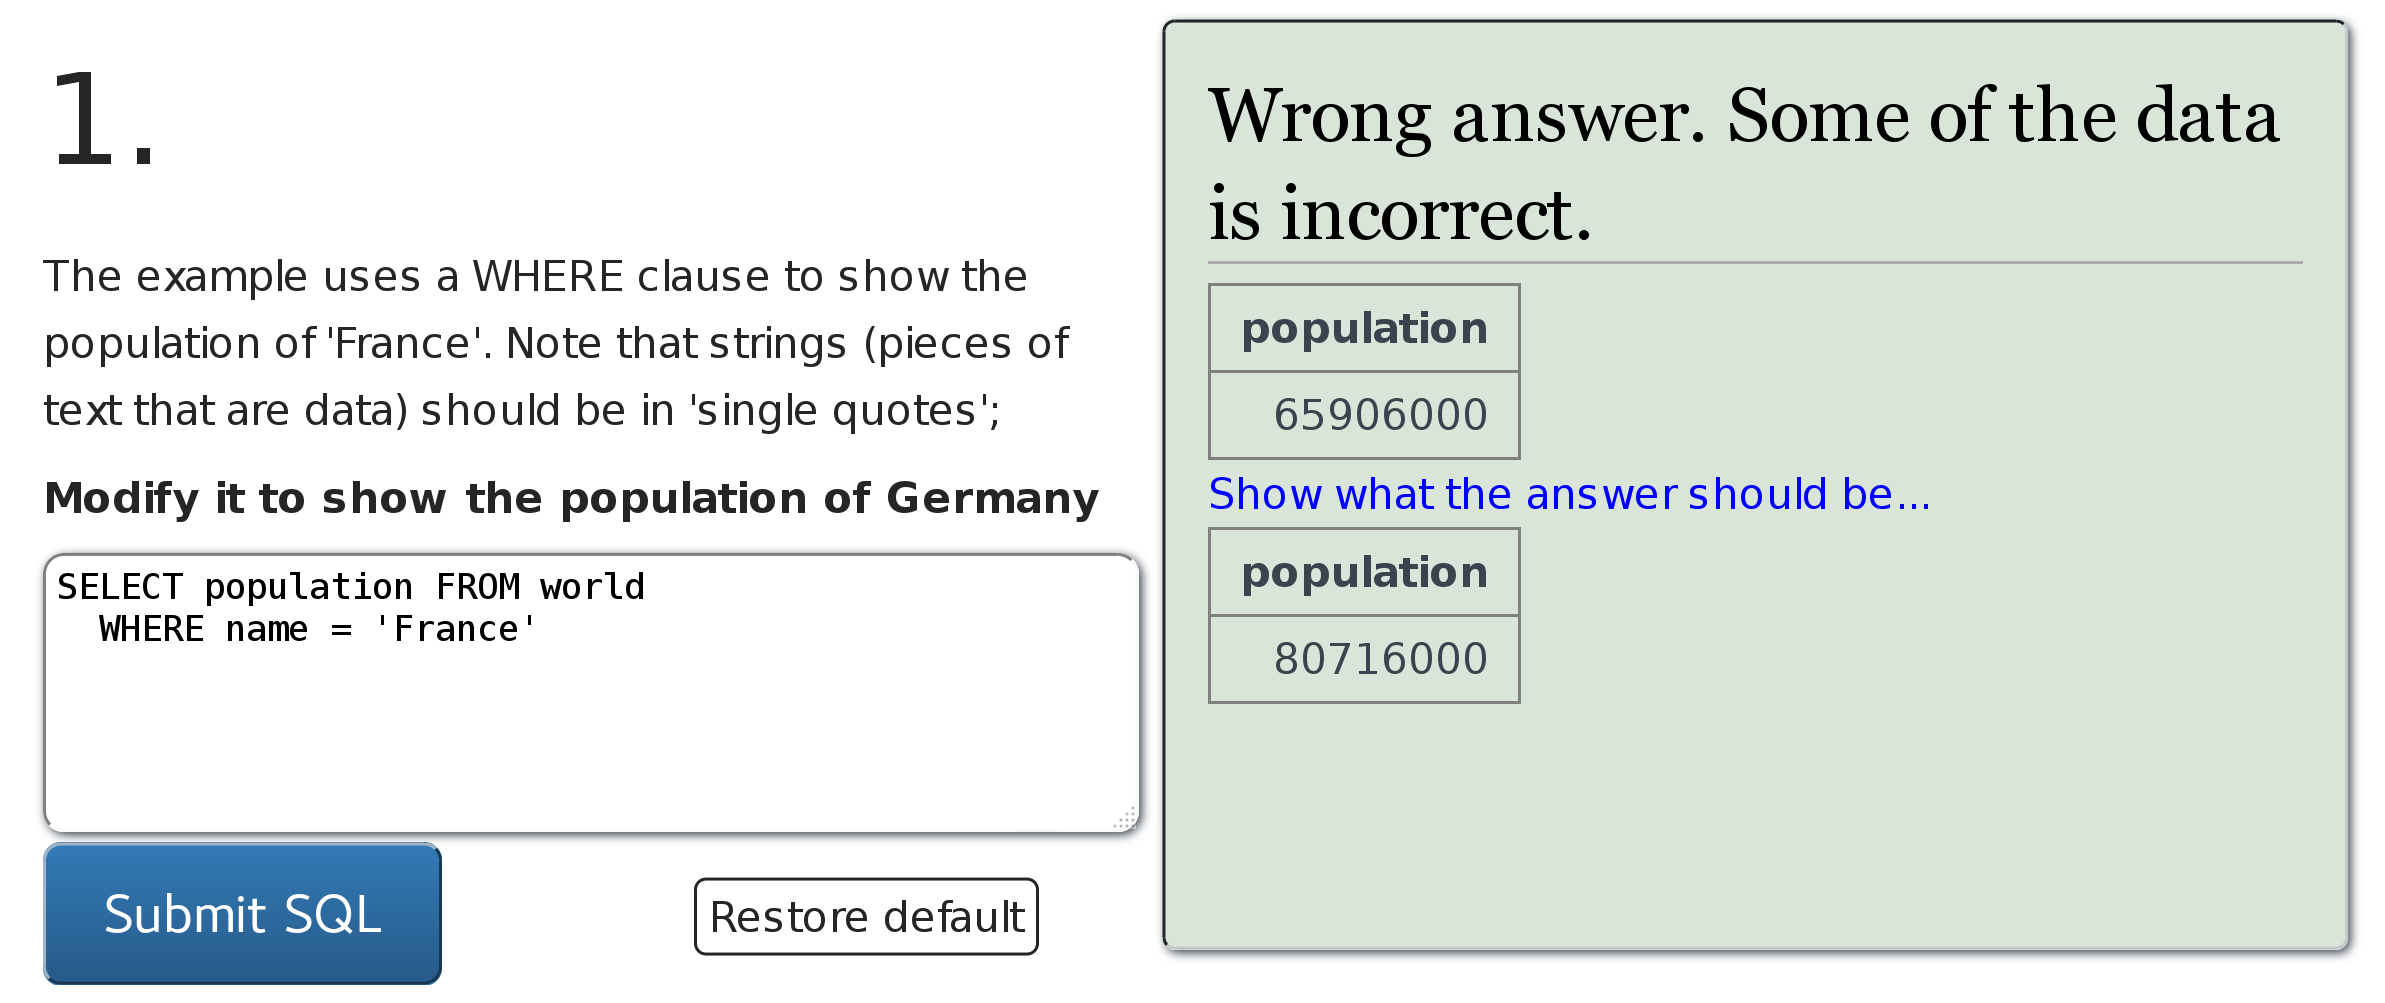 1.
The example uses a WHERE clause to show the
population of 'France'. Note that strings (pieces of
text that are data) should be in 'single quotes';
Modify it to show the population of Germany
SELECT population FROM world
  WHERE name = 'France'
Submit SQL
Restore default
Wrong answer. Some of the data
is incorrect.
population
65906000
Show what the answer should be...
population
80716000